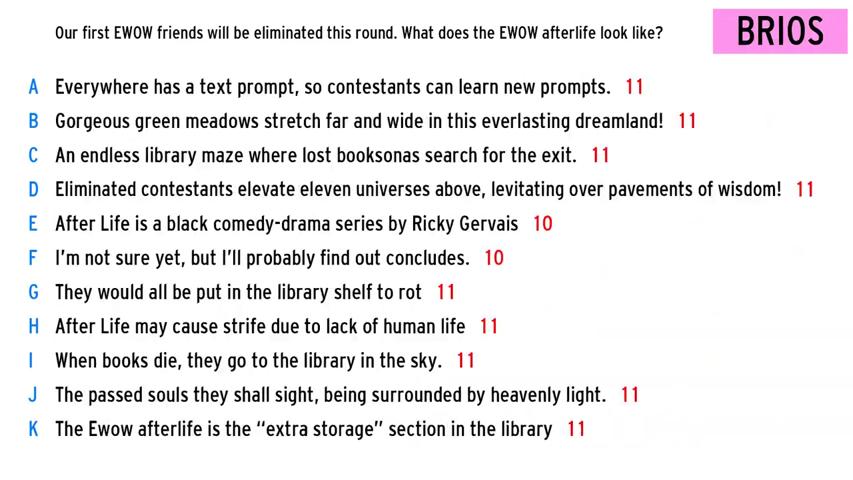 Our first EWOW friends will be eliminated this round. What does the EWOW afterlife look like?
BRIOS
A Everywhere has a text prompt, so contestants can learn new prompts. 11
B Gorgeous green meadows stretch far and wide in this everlasting dreamland! 11
C An endless library maze where lost booksonas search for the exit. 11
D Eliminated contestants elevate eleven universes above, levitating over pavements of wisdom! 11
E After Life is a black comedy-drama series by Ricky Gervais 10
F I'm not sure yet, but I'll probably find out concludes. 10
G They would all be put in the library shelf to rot 11
H After Life may cause strife due to lack of human life 11
I When books die, they go to the library in the sky. 11
J The passed souls they shall sight, being surrounded by heavenly light. 11
K The Ewow afterlife is the “extra storage” section in the library 11